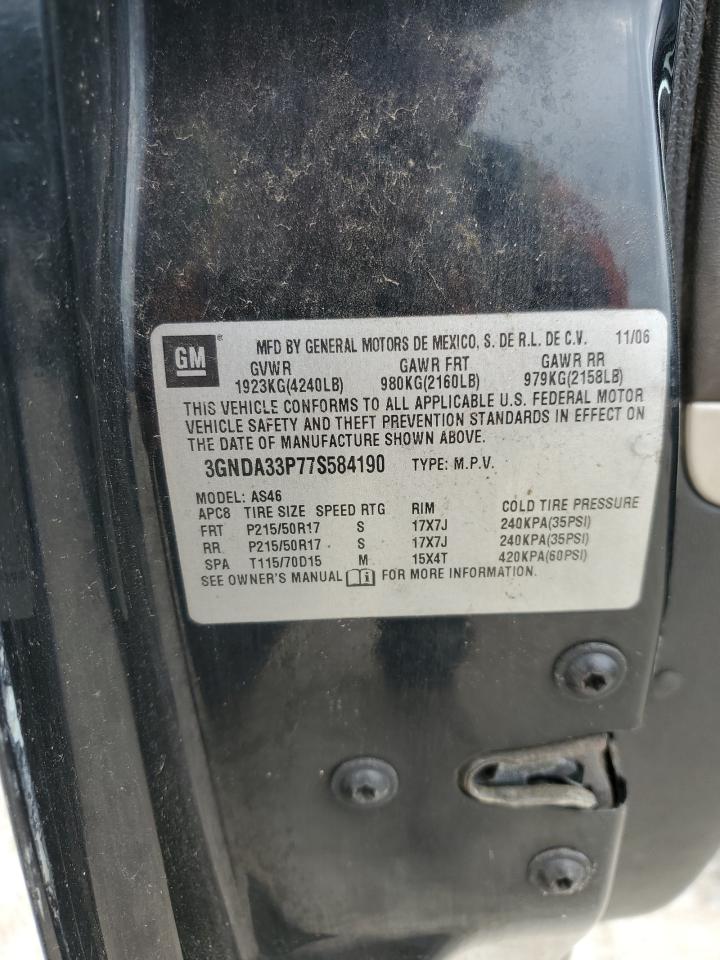 GM® MFD BY GENERAL MOTORS DE MEXICO, S. DE R.L. DE C.V. 11/06
GVWR GAWR FRT GAWR RR
1923KG(4240LB) 980KG(2160LB) 979KG(2158LB)
THIS VEHICLE CONFORMS TO ALL APPLICABLE U.S. FEDERAL MOTOR
VEHICLE SAFETY AND THEFT PREVENTION STANDARDS IN EFFECT ON
THE DATE OF MANUFACTURE SHOWN ABOVE.
3GNDA33P77S584190 TYPE: M.P.V.
MODEL: AS46
APC8 TIRE SIZE SPEED RTG RIM COLD TIRE PRESSURE
FRT P215/50R17 S 17X7J 240KPA(35PSI)
RR P215/50R17 S 17X7J 240KPA(35PSI)
SPA T115/70D15 M 15X4T 420KPA(60PSI)
SEE OWNER'S MANUAL FOR MORE INFORMATION.